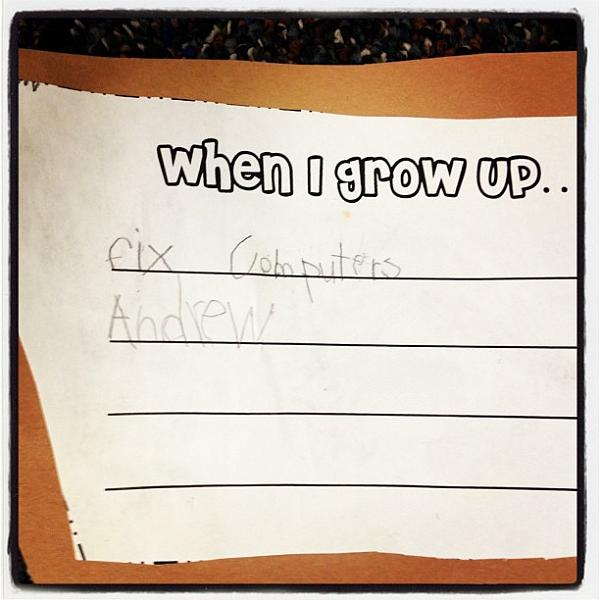 when I grow UP..
fix Computers
Andrew